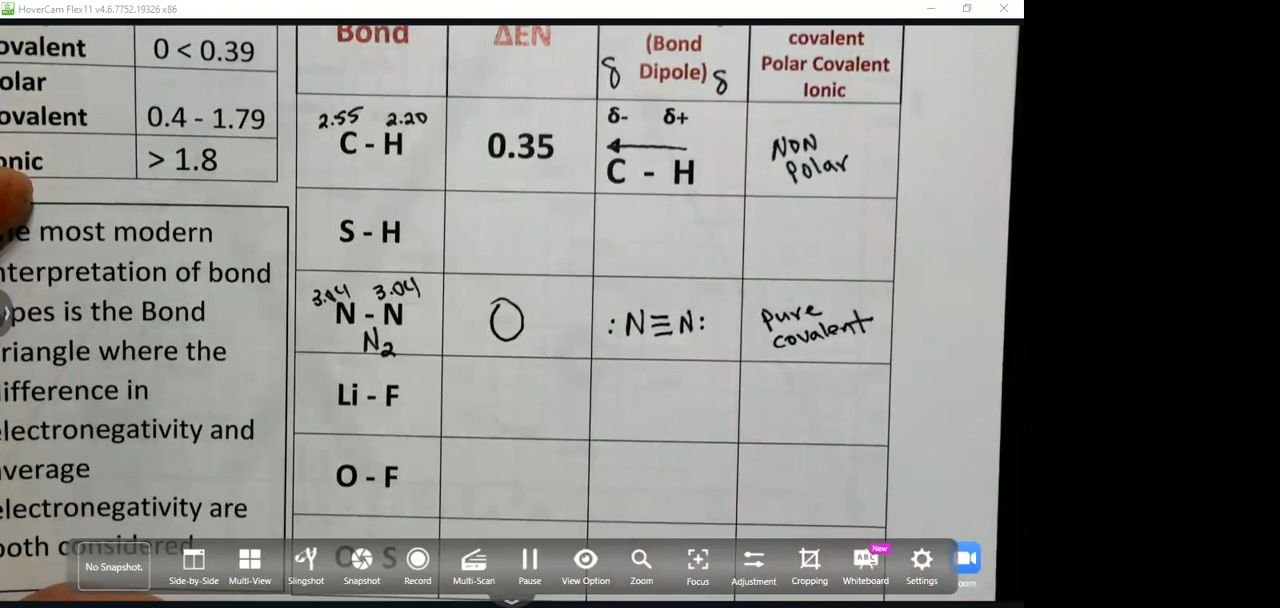 HoverCam Flex11 v4.6.7752.19326 x86
ovalent 0 < 0.39
olar
ovalent 0.4 - 1.79
onic > 1.8
e most modern
nterpretation of bond
pes is the Bond
riangle where the
ifference in
lectronegativity and
verage
lectronegativity are
both considered
Bond
ΔEN
(Bond
δ Dipole) δ
covalent
Polar Covalent
Ionic
2.55 2.20
C - H
0.35
δ- δ+
C - H
NON
Polar
S - H
3.04 3.04
N - N
N2
0
:N≡N:
Pure
covalent
Li - F
O - F
S
No Snapshot.
Side-by-Side
Multi-View
Slingshot
Snapshot
Record
Multi-Scan
Pause
View Option
Zoom
Focus
Adjustment
Cropping
New
ABC
Whiteboard
Settings
oom